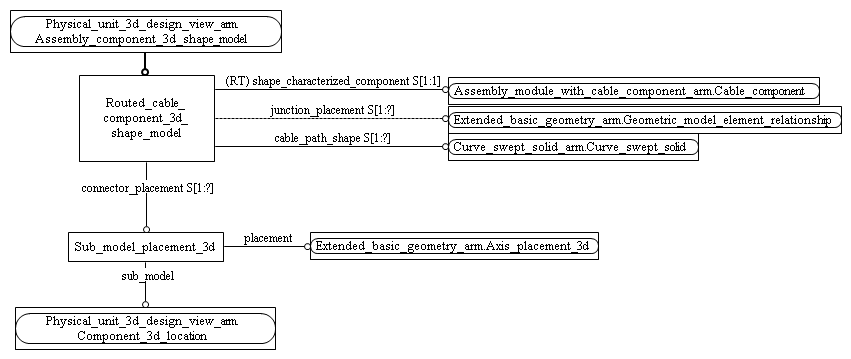 Physical_unit_3d_design_view_arm.
Assembly_component_3d_shape_model
(RT) shape_characterized_component S[1:1]
Assembly_module_with_cable_component_arm.Cable_component
Routed_cable_
component_3d_
shape_model
junction_placement S[1:?]
Extended_basic_geometry_arm.Geometric_model_element_relationship
cable_path_shape S[1:?]
Curve_swept_solid_arm.Curve_swept_solid
connector_placement S[1:?]
Sub_model_placement_3d
placement
Extended_basic_geometry_arm.Axis_placement_3d
sub_model
Physical_unit_3d_design_view_arm.
Component_3d_location